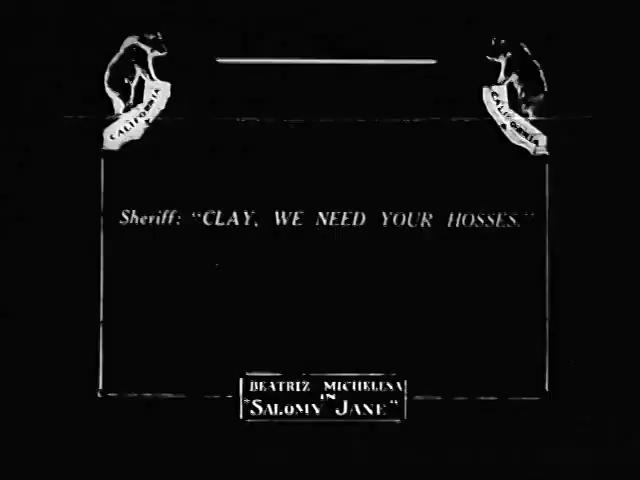 CALIFORNIA
CALIFORNIA
Sheriff: "CLAY, WE NEED YOUR HOSSES."
BEATRIZ MICHELENA
IN
"SALOMY JANE"